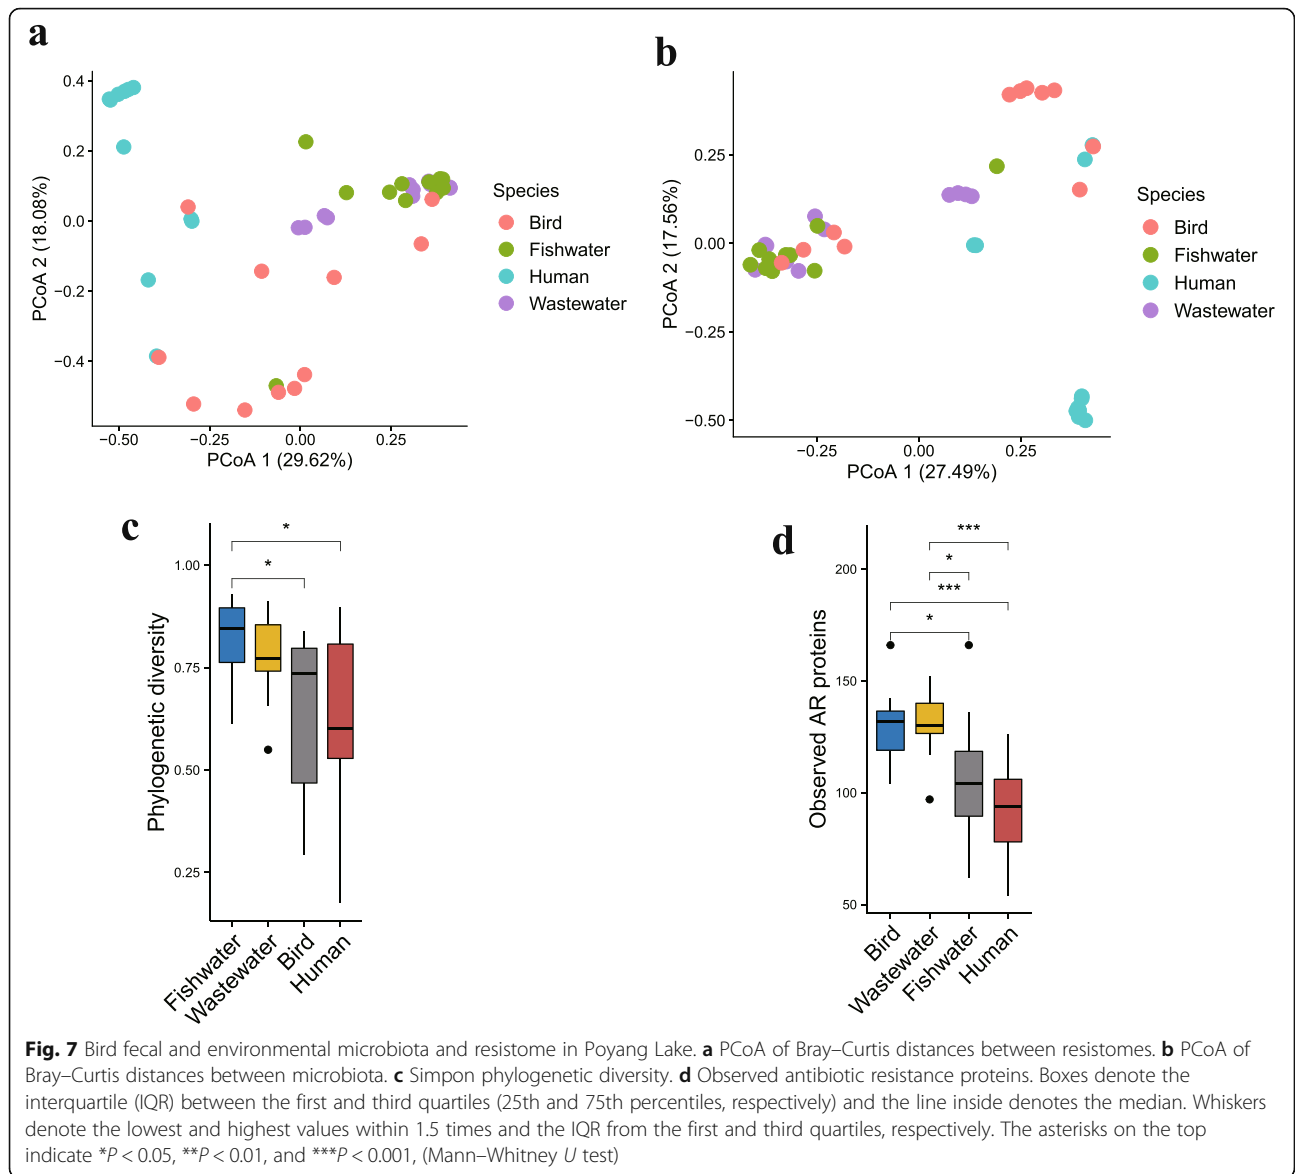 a
0.4
0.2
0.0
−0.2
−0.4
PCoA 2 (18.08%)
−0.50
−0.25
0.00
0.25
PCoA 1 (29.62%)
Species
Bird
Fishwater
Human
Wastewater
b
0.25
0.00
−0.25
−0.50
PCoA 2 (17.56%)
−0.25
0.00
0.25
PCoA 1 (27.49%)
Species
Bird
Fishwater
Human
Wastewater
c
*
*
1.00
0.75
0.50
0.25
Phylogenetic diversity
Fishwater
Wastewater
Bird
Human
d
***
*
***
*
200
150
100
50
Observed AR proteins
Bird
Wastewater
Fishwater
Human
Fig. 7 Bird fecal and environmental microbiota and resistome in Poyang Lake. a PCoA of Bray–Curtis distances between resistomes. b PCoA of
Bray–Curtis distances between microbiota. c Simpon phylogenetic diversity. d Observed antibiotic resistance proteins. Boxes denote the
interquartile (IQR) between the first and third quartiles (25th and 75th percentiles, respectively) and the line inside denotes the median. Whiskers
denote the lowest and highest values within 1.5 times and the IQR from the first and third quartiles, respectively. The asterisks on the top
indicate *P < 0.05, **P < 0.01, and ***P < 0.001, (Mann–Whitney U test)